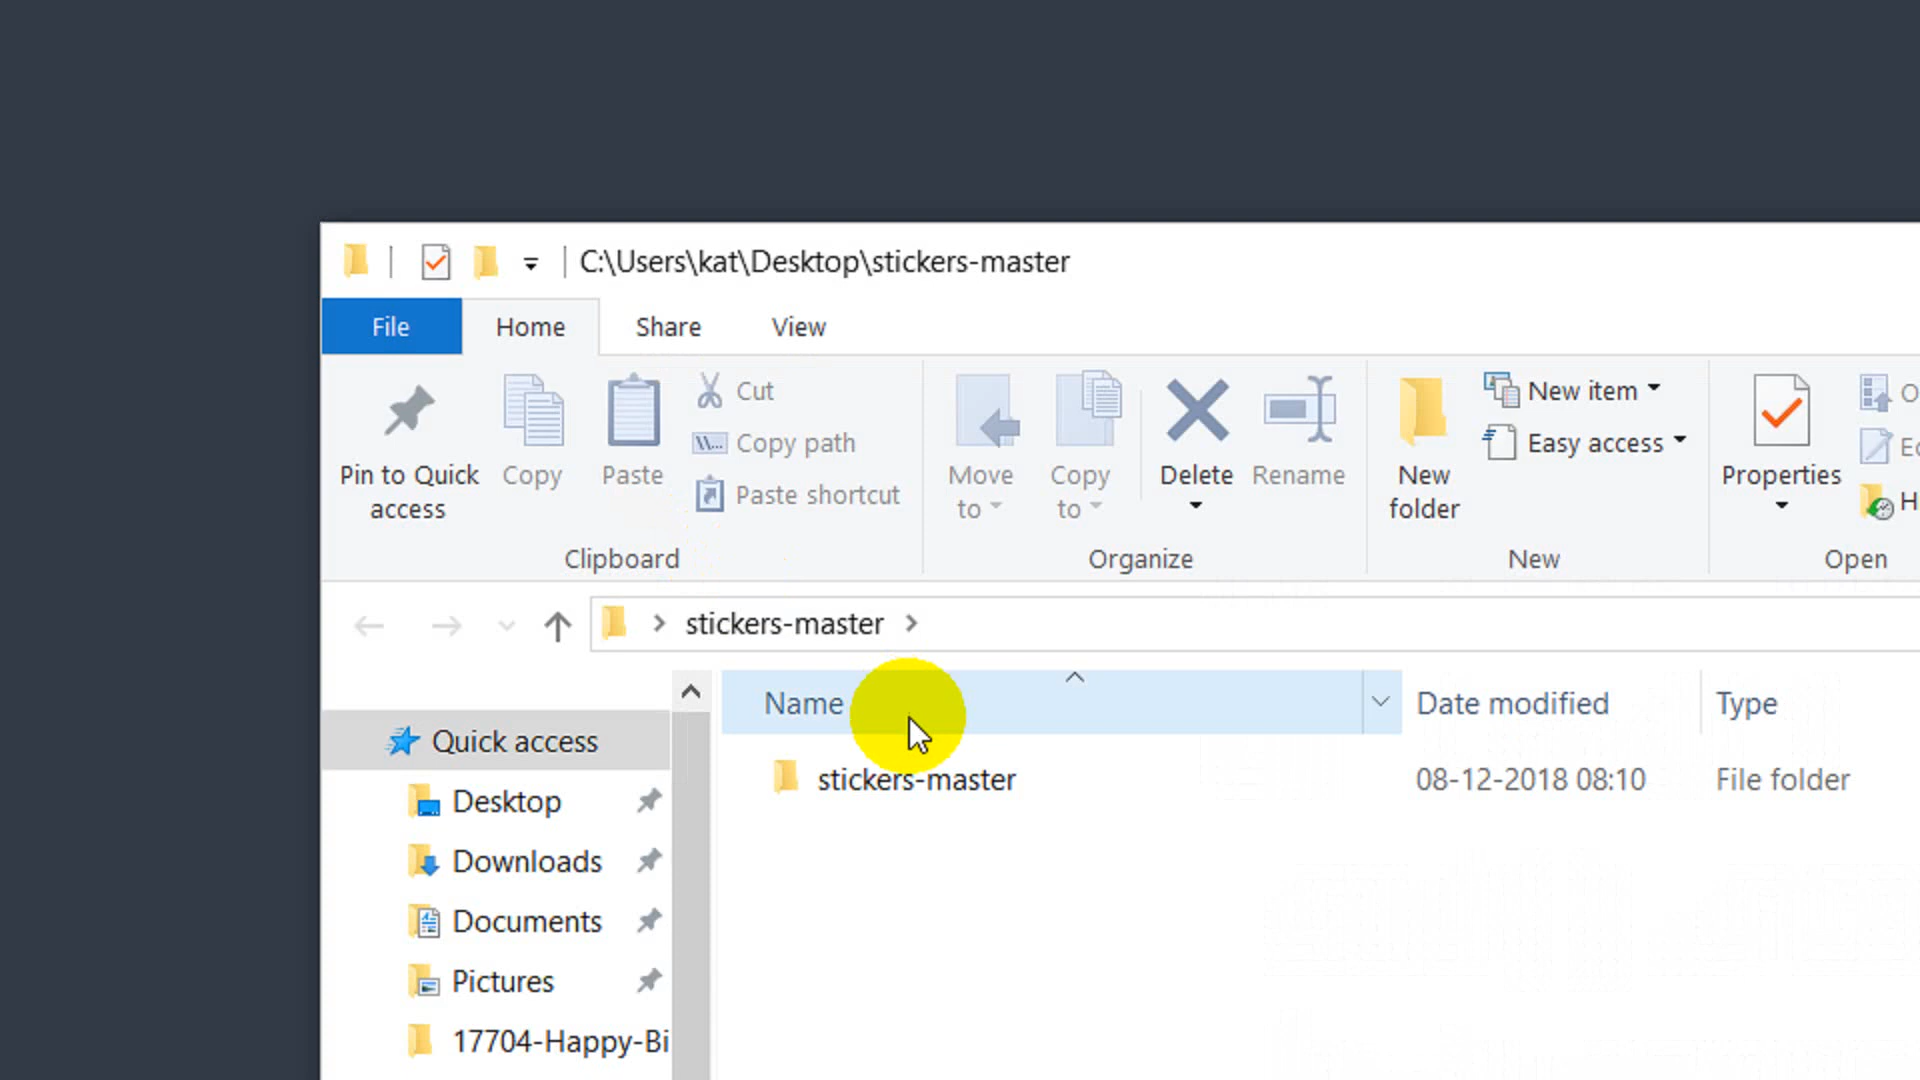 C:\Users\kat\Desktop\stickers-master
File Home Share View
Pin to Quick access
Copy
Paste
Cut
Copy path
Paste shortcut
Clipboard
Move to
Copy to
Delete
Rename
Organize
New folder
New item
Easy access
New
Properties
Open
stickers-master
Name Date modified Type
stickers-master 08-12-2018 08:10 File folder
Quick access
Desktop
Downloads
Documents
Pictures
17704-Happy-Bi